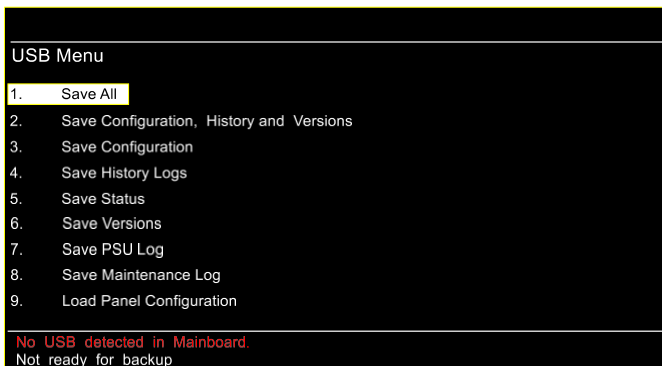 USB Menu
1. Save All
2. Save Configuration, History and Versions
3. Save Configuration
4. Save History Logs
5. Save Status
6. Save Versions
7. Save PSU Log
8. Save Maintenance Log
9. Load Panel Configuration
No USB detected in Mainboard.
Not ready for backup